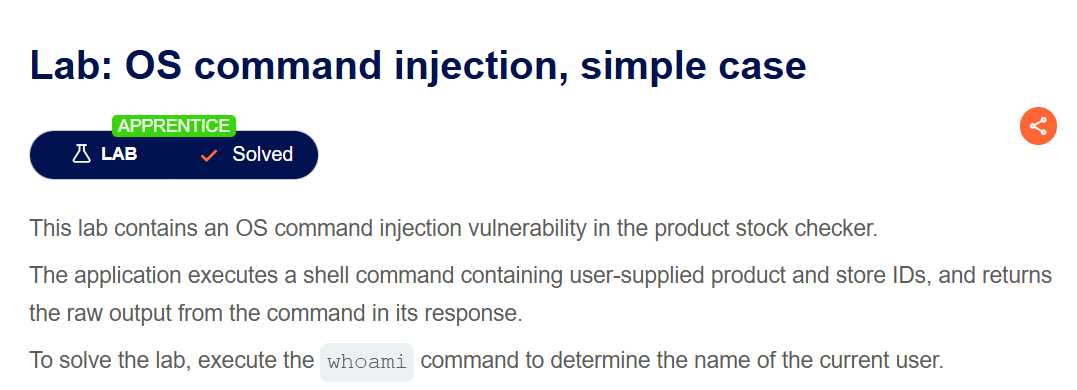 Lab: OS command injection, simple case
APPRENTICE
LAB
Solved
This lab contains an OS command injection vulnerability in the product stock checker.
The application executes a shell command containing user-supplied product and store IDs, and returns
the raw output from the command in its response.
To solve the lab, execute the whoami command to determine the name of the current user.